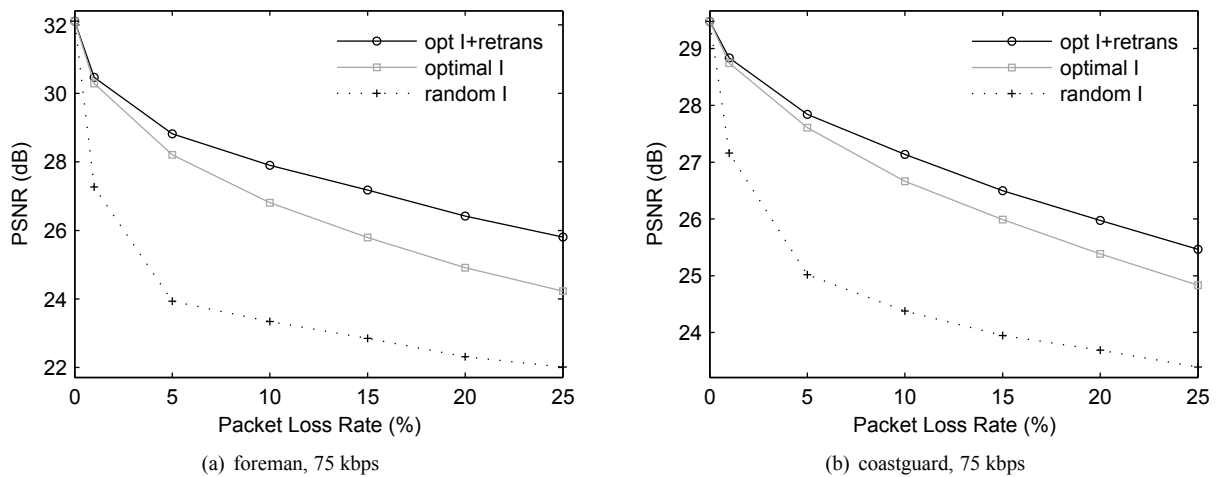 32
30
28
26
24
22
PSNR (dB)
opt I+retrans
optimal I
random I
0
5
10
15
20
25
Packet Loss Rate (%)
(a) foreman, 75 kbps
29
28
27
26
25
24
PSNR (dB)
opt I+retrans
optimal I
random I
0
5
10
15
20
25
Packet Loss Rate (%)
(b) coastguard, 75 kbps